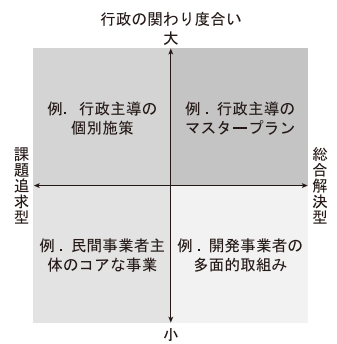 行政の関わり度合い
大
例．行政主導の
個別施策
例．行政主導の
マスタープラン
課題追求型
総合解決型
例．民間事業者主
体のコアな事業
例．開発事業者の
多面的取組み
小